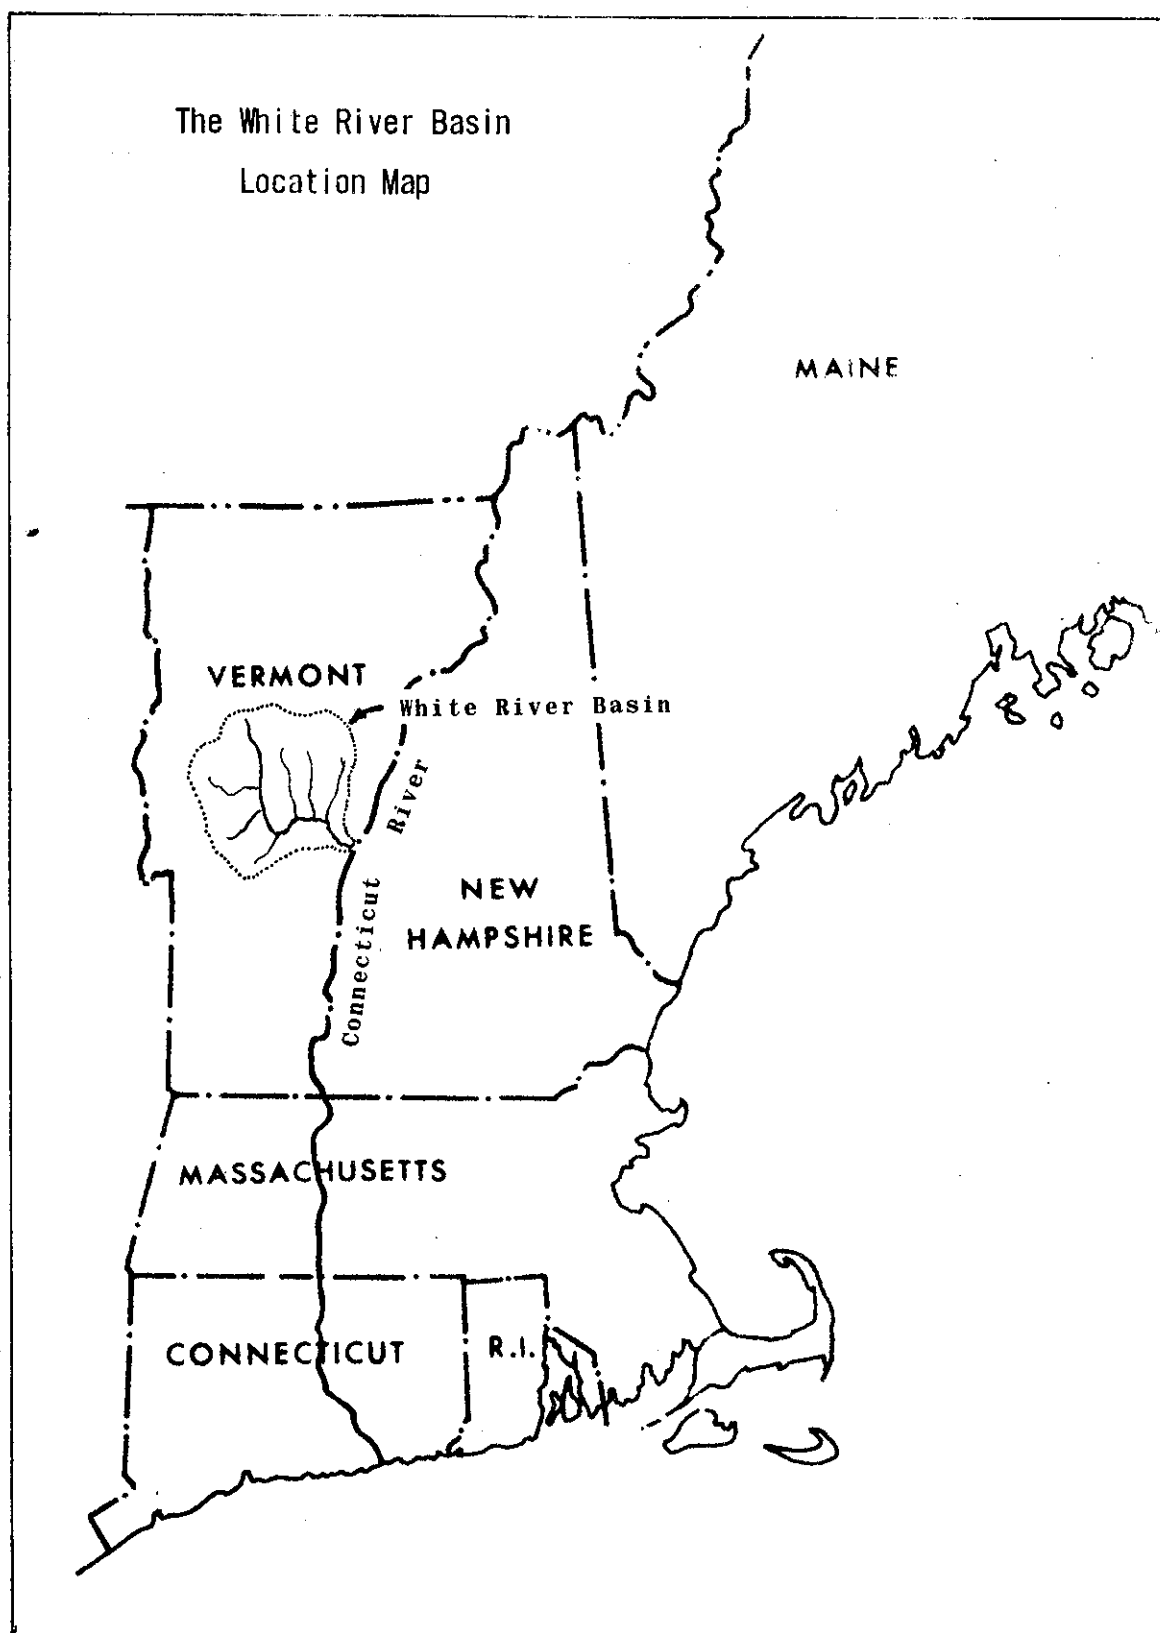 The White River Basin
Location Map
MAINE
VERMONT
White River Basin
Connecticut River
NEW
HAMPSHIRE
MASSACHUSETTS
CONNECTICUT
R.I.